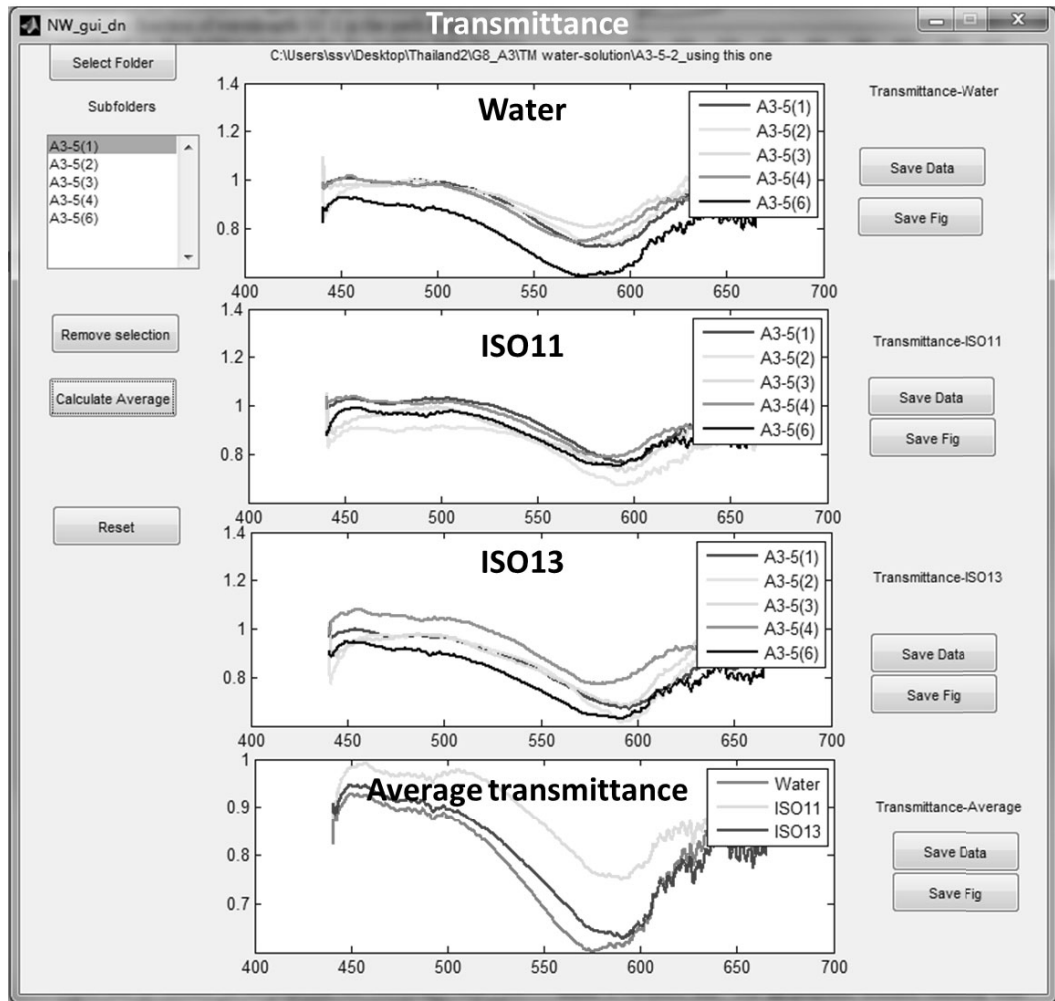 NW_gui_dn
Transmittance
Select Folder
C:\Users\ssv\Desktop\Thailand2\G8_A3\TM water-solution\A3-5-2_using this one
Subfolders
A3-5(1)
A3-5(2)
A3-5(3)
A3-5(4)
A3-5(6)
Remove selection
Calculate Average
Reset
Water
1.4
1.2
1
0.8
400
450
500
550
600
650
700
A3-5(1)
A3-5(2)
A3-5(3)
A3-5(4)
A3-5(6)
Transmittance-Water
Save Data
Save Fig
ISO11
1.4
1.2
1
0.8
400
450
500
550
600
650
700
A3-5(1)
A3-5(2)
A3-5(3)
A3-5(4)
A3-5(6)
Transmittance-ISO11
Save Data
Save Fig
ISO13
1.4
1.2
1
0.8
400
450
500
550
600
650
700
A3-5(1)
A3-5(2)
A3-5(3)
A3-5(4)
A3-5(6)
Transmittance-ISO13
Save Data
Save Fig
Average transmittance
1
0.9
0.8
0.7
400
450
500
550
600
650
700
Water
ISO11
ISO13
Transmittance-Average
Save Data
Save Fig